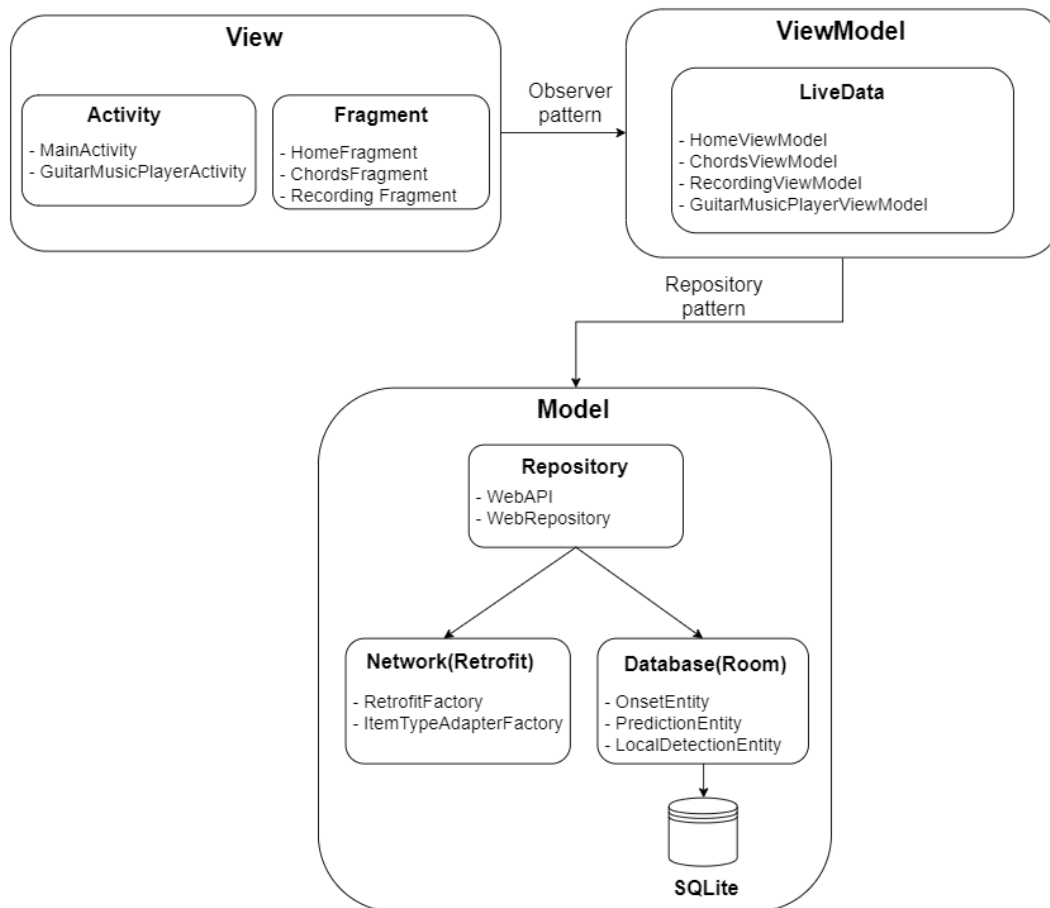 View
Activity
- MainActivity
- GuitarMusicPlayerActivity
Fragment
- HomeFragment
- ChordsFragment
- Recording Fragment
Observer
pattern
ViewModel
LiveData
- HomeViewModel
- ChordsViewModel
- RecordingViewModel
- GuitarMusicPlayerViewModel
Repository
pattern
Model
Repository
- WebAPI
- WebRepository
Network(Retrofit)
- RetrofitFactory
- ItemTypeAdapterFactory
Database(Room)
- OnsetEntity
- PredictionEntity
- LocalDetectionEntity
SQLite